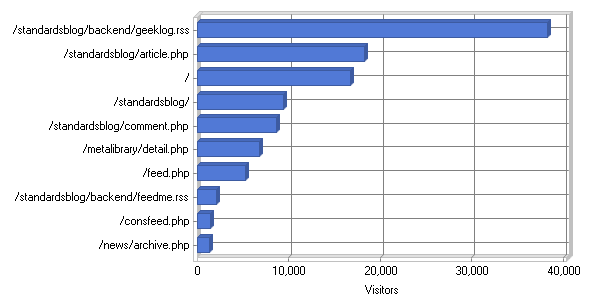 /standardsblog/backend/geeklog.rss
/standardsblog/article.php
/
/standardsblog/
/standardsblog/comment.php
/metalibrary/detail.php
/feed.php
/standardsblog/backend/feedme.rss
/consfeed.php
/news/archive.php
0 10,000 20,000 30,000 40,000
Visitors